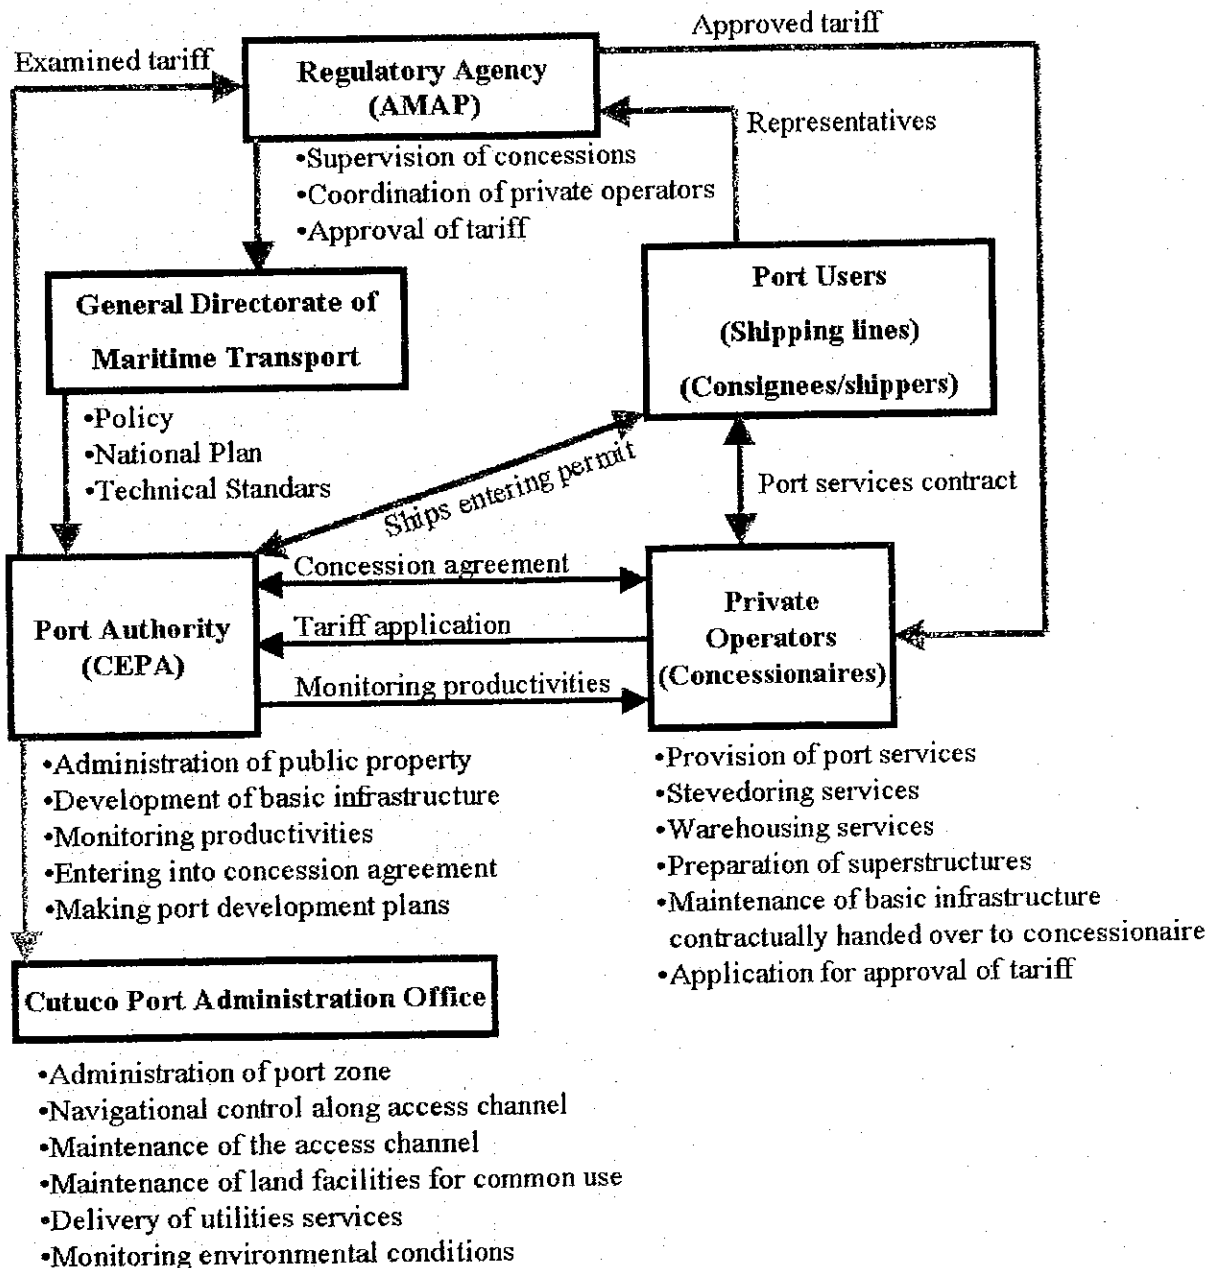 Approved tariff
Examined tariff
Regulatory Agency
(AMAP)
Representatives
•Supervision of concessions
•Coordination of private operators
•Approval of tariff
General Directorate of
Maritime Transport
Port Users
(Shipping lines)
(Consignees/shippers)
•Policy
•National Plan
•Technical Standars
Ships entering permit
Port services contract
Concession agreement
Port Authority
(CEPA)
Tariff application
Monitoring productivities
Private
Operators
(Concessionaires)
•Administration of public property
•Development of basic infrastructure
•Monitoring productivities
•Entering into concession agreement
•Making port development plans
•Provision of port services
•Stevedoring services
•Warehousing services
•Preparation of superstructures
•Maintenance of basic infrastructure
contractually handed over to concessionaire
•Application for approval of tariff
Cutuco Port Administration Office
•Administration of port zone
•Navigational control along access channel
•Maintenance of the access channel
•Maintenance of land facilities for common use
•Delivery of utilities services
•Monitoring environmental conditions